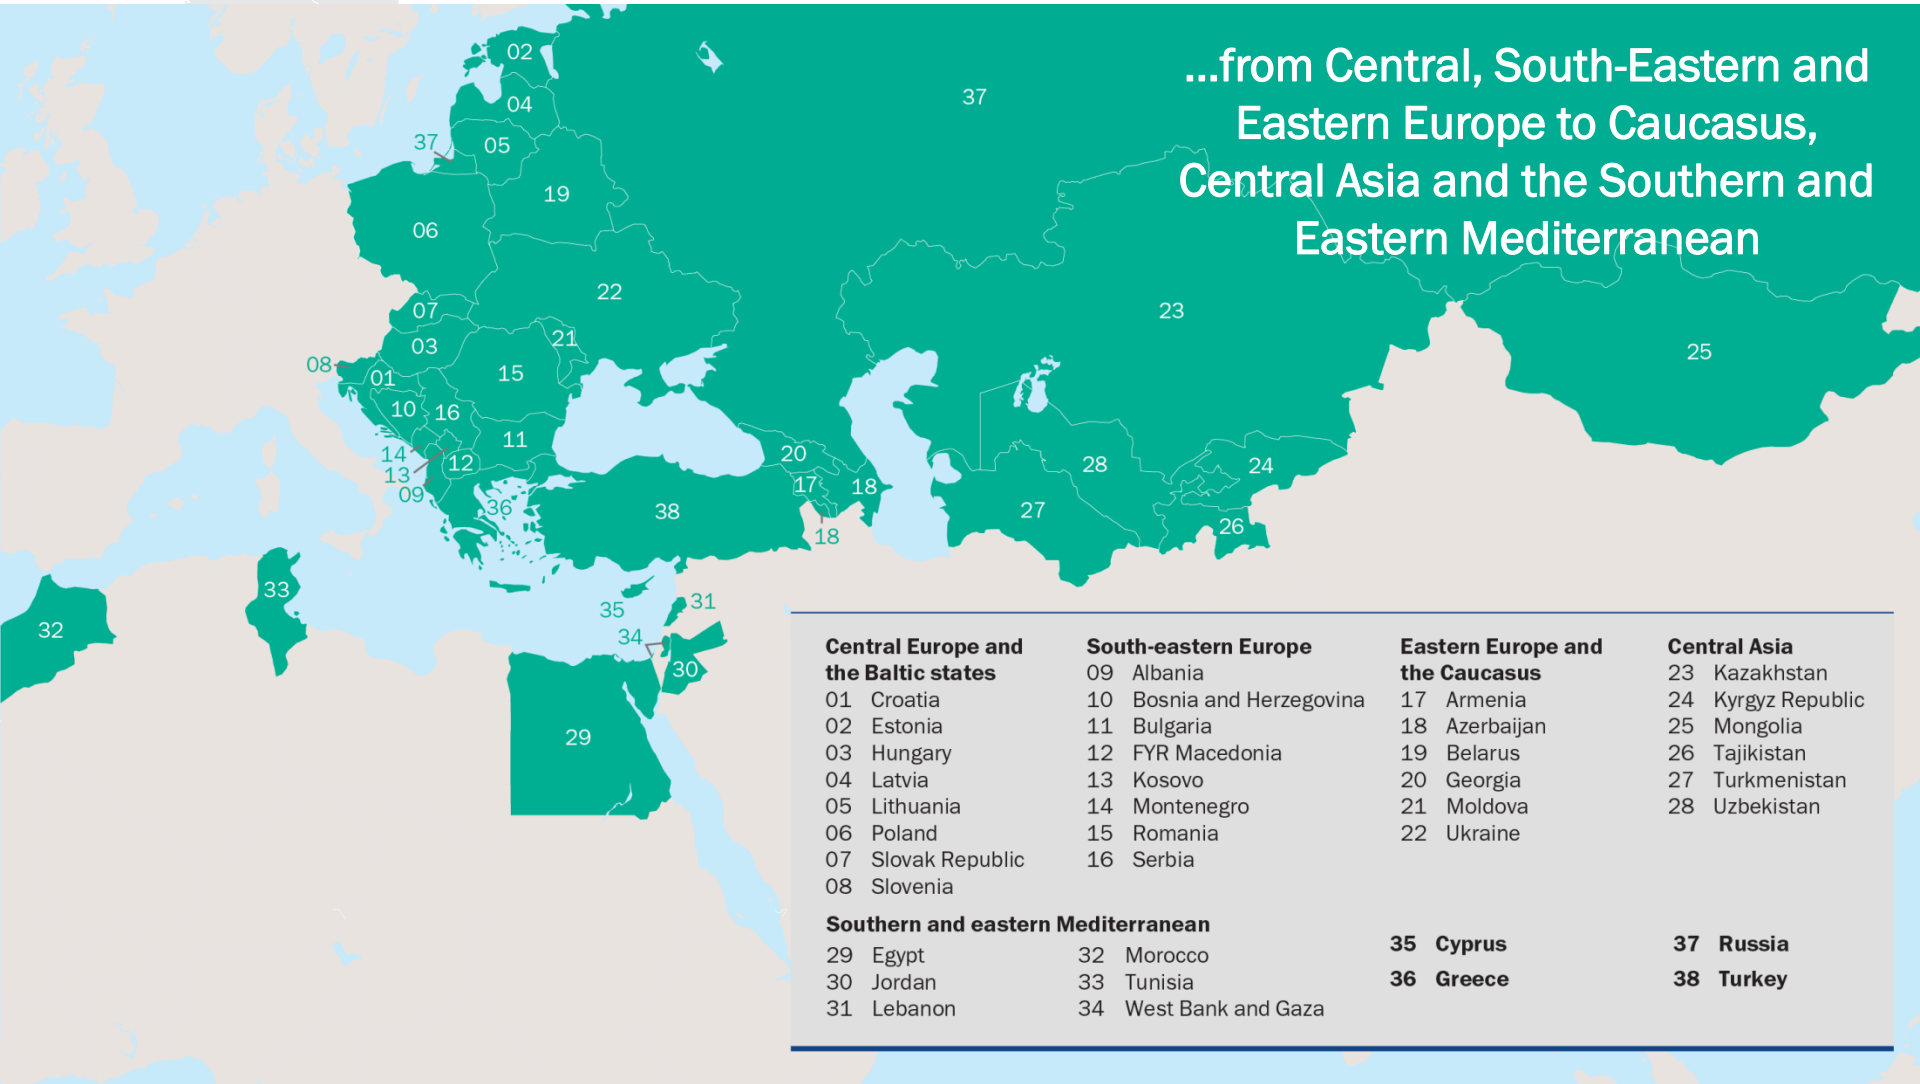 ...from Central, South-Eastern and
Eastern Europe to Caucasus,
Central Asia and the Southern and
Eastern Mediterranean
02
37
04
37
05
19
06
22
07
23
21
03
25
08
15
01
10
16
11
14
20
12
28
24
13
17
18
09
36
38
27
26
18
33
31
35
32
34
30
29
Central Europe and
the Baltic states
01 Croatia
02 Estonia
03 Hungary
04 Latvia
05 Lithuania
06 Poland
07 Slovak Republic
08 Slovenia
South-eastern Europe
09 Albania
10 Bosnia and Herzegovina
11 Bulgaria
12 FYR Macedonia
13 Kosovo
14 Montenegro
15 Romania
16 Serbia
Eastern Europe and
the Caucasus
17 Armenia
18 Azerbaijan
19 Belarus
20 Georgia
21 Moldova
22 Ukraine
Central Asia
23 Kazakhstan
24 Kyrgyz Republic
25 Mongolia
26 Tajikistan
27 Turkmenistan
28 Uzbekistan
Southern and eastern Mediterranean
29 Egypt
30 Jordan
31 Lebanon
32 Morocco
33 Tunisia
34 West Bank and Gaza
35 Cyprus
36 Greece
37 Russia
38 Turkey